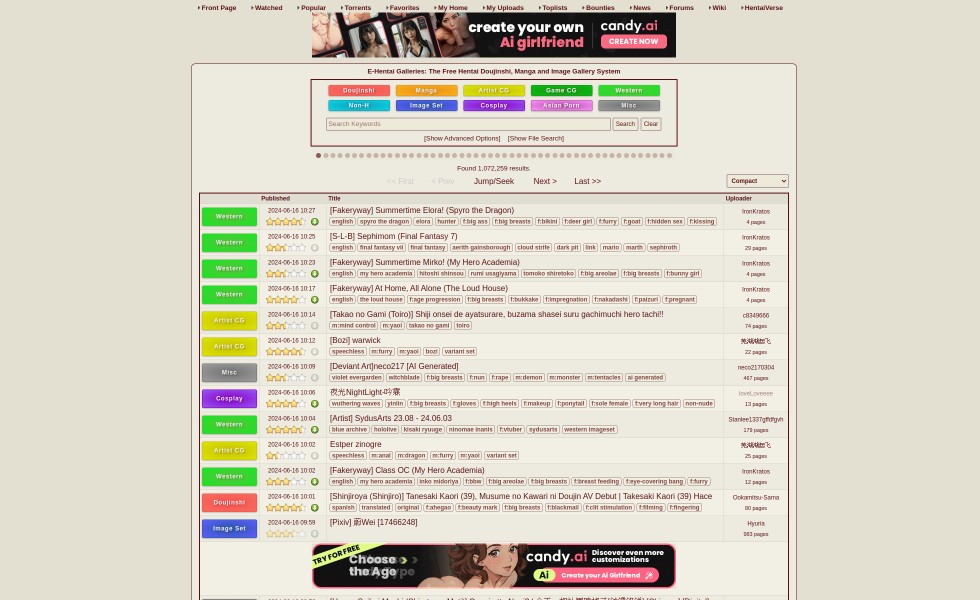 Front Page Watched Popular Torrents Favorites My Home My Uploads Toplists Bounties News Forums Wiki HentaiVerse
create your own candy.ai
Ai girlfriend CREATE NOW
E-Hentai Galleries: The Free Hentai Doujinshi, Manga and Image Gallery System
Doujinshi Manga Artist CG Game CG Western
Non-H Image Set Cosplay Asian Porn Misc
Search Keywords Search Clear
[Show Advanced Options] [Show File Search]
Found 1,072,259 results.
<< First < Prev Jump/Seek Next > Last >> Compact
Published Title Uploader
Western 2024-06-16 10:27 [Fakeryway] Summertime Elora! (Spyro the Dragon) IronKratos
english spyro the dragon elora hunter f:big ass f:big breasts f:bikini f:deer girl f:furry f:goat f:hidden sex f:kissing 4 pages
Western 2024-06-16 10:25 [S-L-B] Sephimom (Final Fantasy 7) IronKratos
english final fantasy vii final fantasy aerith gainsborough cloud strife dark pit link mario marth sephiroth 29 pages
Western 2024-06-16 10:23 [Fakeryway] Summertime Mirko! (My Hero Academia) IronKratos
english my hero academia hitoshi shinsou rumi usagiyama tomoko shiretoko f:big areolae f:big breasts f:bunny girl 4 pages
Western 2024-06-16 10:17 [Fakeryway] At Home, All Alone (The Loud House) IronKratos
english the loud house f:age progression f:big breasts f:bukkake f:impregnation f:nakadashi f:paizuri f:pregnant 4 pages
Artist CG 2024-06-16 10:14 [Takao no Gami (Toiro)] Shiji onsei de ayatsurare, buzama shasei suru gachimuchi hero tachi!! c8349666
m:mind control m:yaoi takao no gami toiro 74 pages
Artist CG 2024-06-16 10:12 [Bozi] warwick
speechless m:furry m:yaoi bozi variant set 22 pages
Misc 2024-06-16 10:09 [Deviant Art]neco217 [AI Generated] neco2170304
violet evergarden witchblade f:big breasts f:nun f:rape m:demon m:monster m:tentacles ai generated 467 pages
Cosplay 2024-06-16 10:06 夜光NightLight-吟霖 loveLoveeee
wuthering waves yinlin f:big breasts f:gloves f:high heels f:makeup f:ponytail f:sole female f:very long hair non-nude 13 pages
Western 2024-06-16 10:04 [Artist] SydusArts 23.08 - 24.06.03 Stanlee1337gffdfgvh
blue archive hololive kisaki ryuuge ninomae inanis f:vtuber sydusarts western imageset 179 pages
Artist CG 2024-06-16 10:02 Estper zinogre
speechless m:anal m:dragon m:furry m:yaoi variant set 25 pages
Western 2024-06-16 10:02 [Fakeryway] Class OC (My Hero Academia) IronKratos
english my hero academia inko midoriya f:bbw f:big areolae f:big breasts f:breast feeding f:eye-covering bang f:furry 12 pages
Doujinshi 2024-06-16 10:01 [Shinjiroya (Shinjiro)] Tanesaki Kaori (39), Musume no Kawari ni Doujin AV Debut | Takesaki Kaori (39) Hace Ookamitsu-Sama
spanish translated original f:ahegao f:beauty mark f:big breasts f:blackmail f:clit stimulation f:filming f:fingering 80 pages
Image Set 2024-06-16 09:59 [Pixiv] 蔚Wei [17466248] Hyuria
963 pages
TRY FOR FREE Choose the Age candy.ai Discover even more customizations
Ai Create your Ai Girlfriend